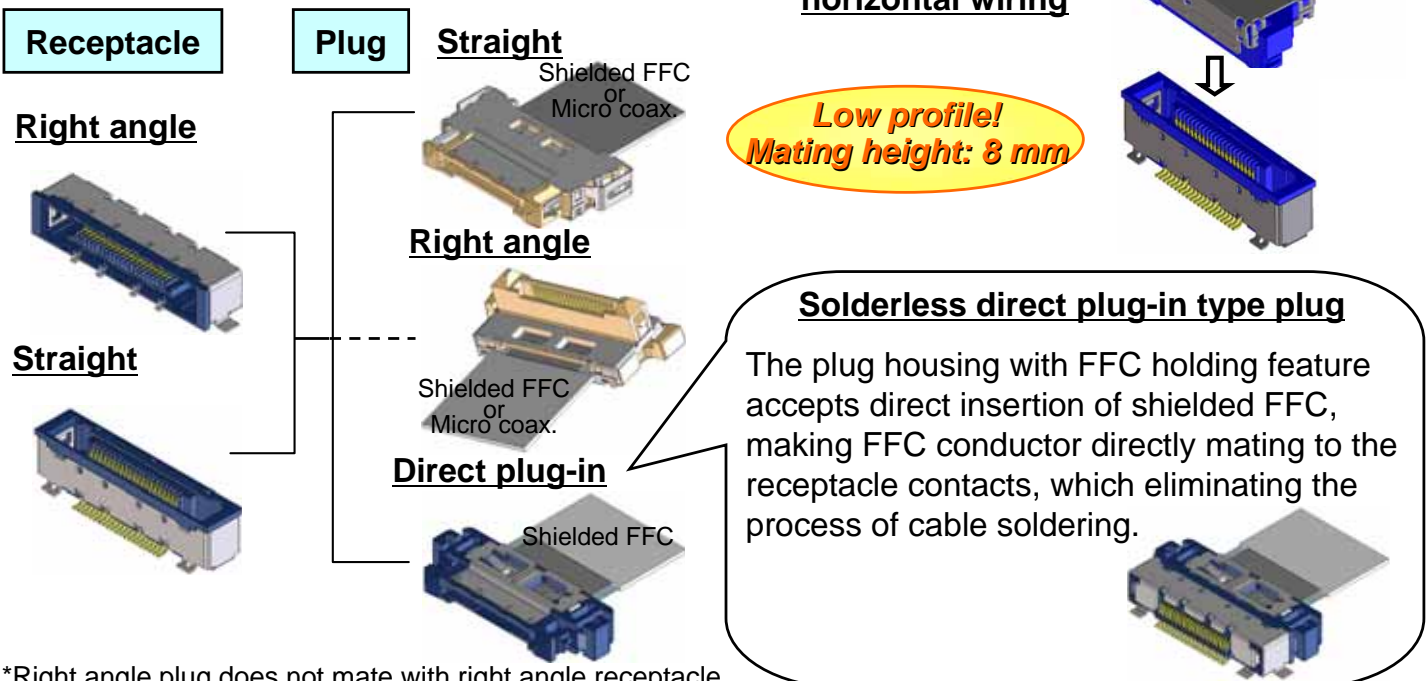 horizontal wiring
Receptacle
Plug
Straight
Shielded FFC
or
Micro coax.
Low profile!
Mating height: 8 mm
Right angle
Right angle
Straight
Shielded FFC
or
Micro coax.
Direct plug-in
Shielded FFC
Solderless direct plug-in type plug
The plug housing with FFC holding feature
accepts direct insertion of shielded FFC,
making FFC conductor directly mating to the
receptacle contacts, which eliminating the
process of cable soldering.
*Right angle plug does not mate with right angle receptacle